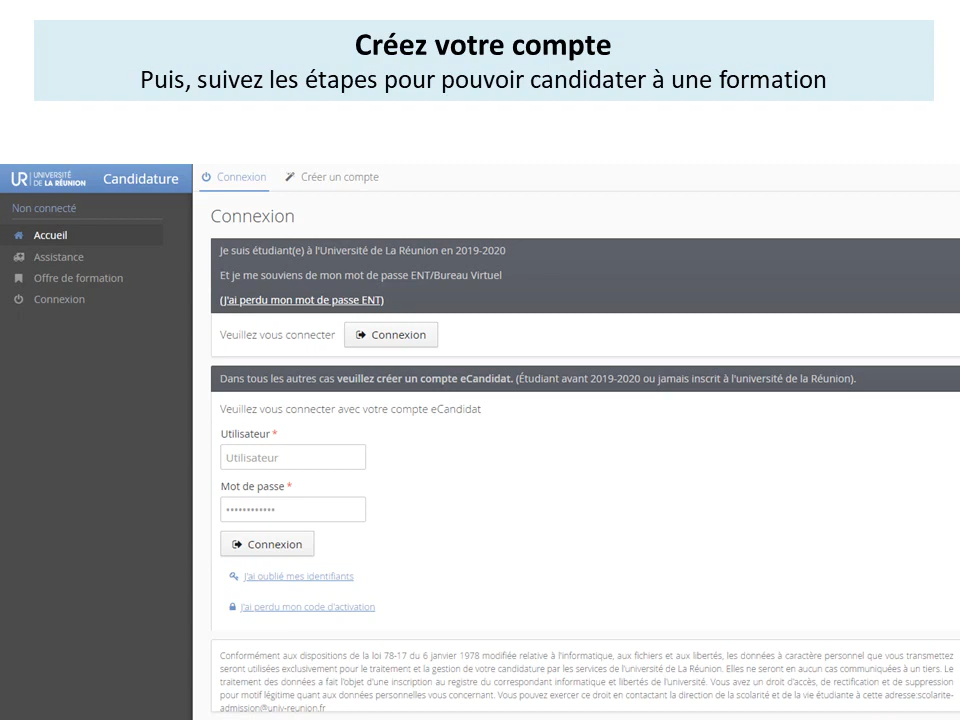 Créez votre compte
Puis, suivez les étapes pour pouvoir candidater à une formation
UR UNIVERSITÉ DE LA RÉUNION Candidature
Non connecté
Accueil
Assistance
Offre de formation
Connexion
Connexion Créer un compte
Connexion
Je suis étudiant(e) à l'Université de La Réunion en 2019-2020
Et je me souviens de mon mot de passe ENT/Bureau Virtuel
(J'ai perdu mon mot de passe ENT)
Veuillez vous connecter Connexion
Dans tous les autres cas veuillez créer un compte eCandidat. (Étudiant avant 2019-2020 ou jamais inscrit à l'université de la Réunion).
Veuillez vous connecter avec votre compte eCandidat
Utilisateur *
Utilisateur
Mot de passe *
••••••••••••
Connexion
J'ai oublié mes identifiants
J'ai perdu mon code d'activation
Conformément aux dispositions de la loi 78-17 du 6 janvier 1978 modifiée relative à l'informatique, aux fichiers et aux libertés, les données à caractère personnel que vous transmettez
seront utilisées exclusivement pour le traitement et la gestion de votre candidature par les services de l'université de La Réunion. Elles ne seront en aucun cas communiquées à un tiers. Le
traitement des données a fait l'objet d'une inscription au registre du correspondant informatique et libertés de l'université. Vous avez un droit d'accès, de rectification et de suppression
pour motif légitime quant aux données personnelles vous concernant. Vous pouvez exercer ce droit en contactant la direction de la scolarité et de la vie étudiante à cette adresse:scolarite-
admission@univ-reunion.fr